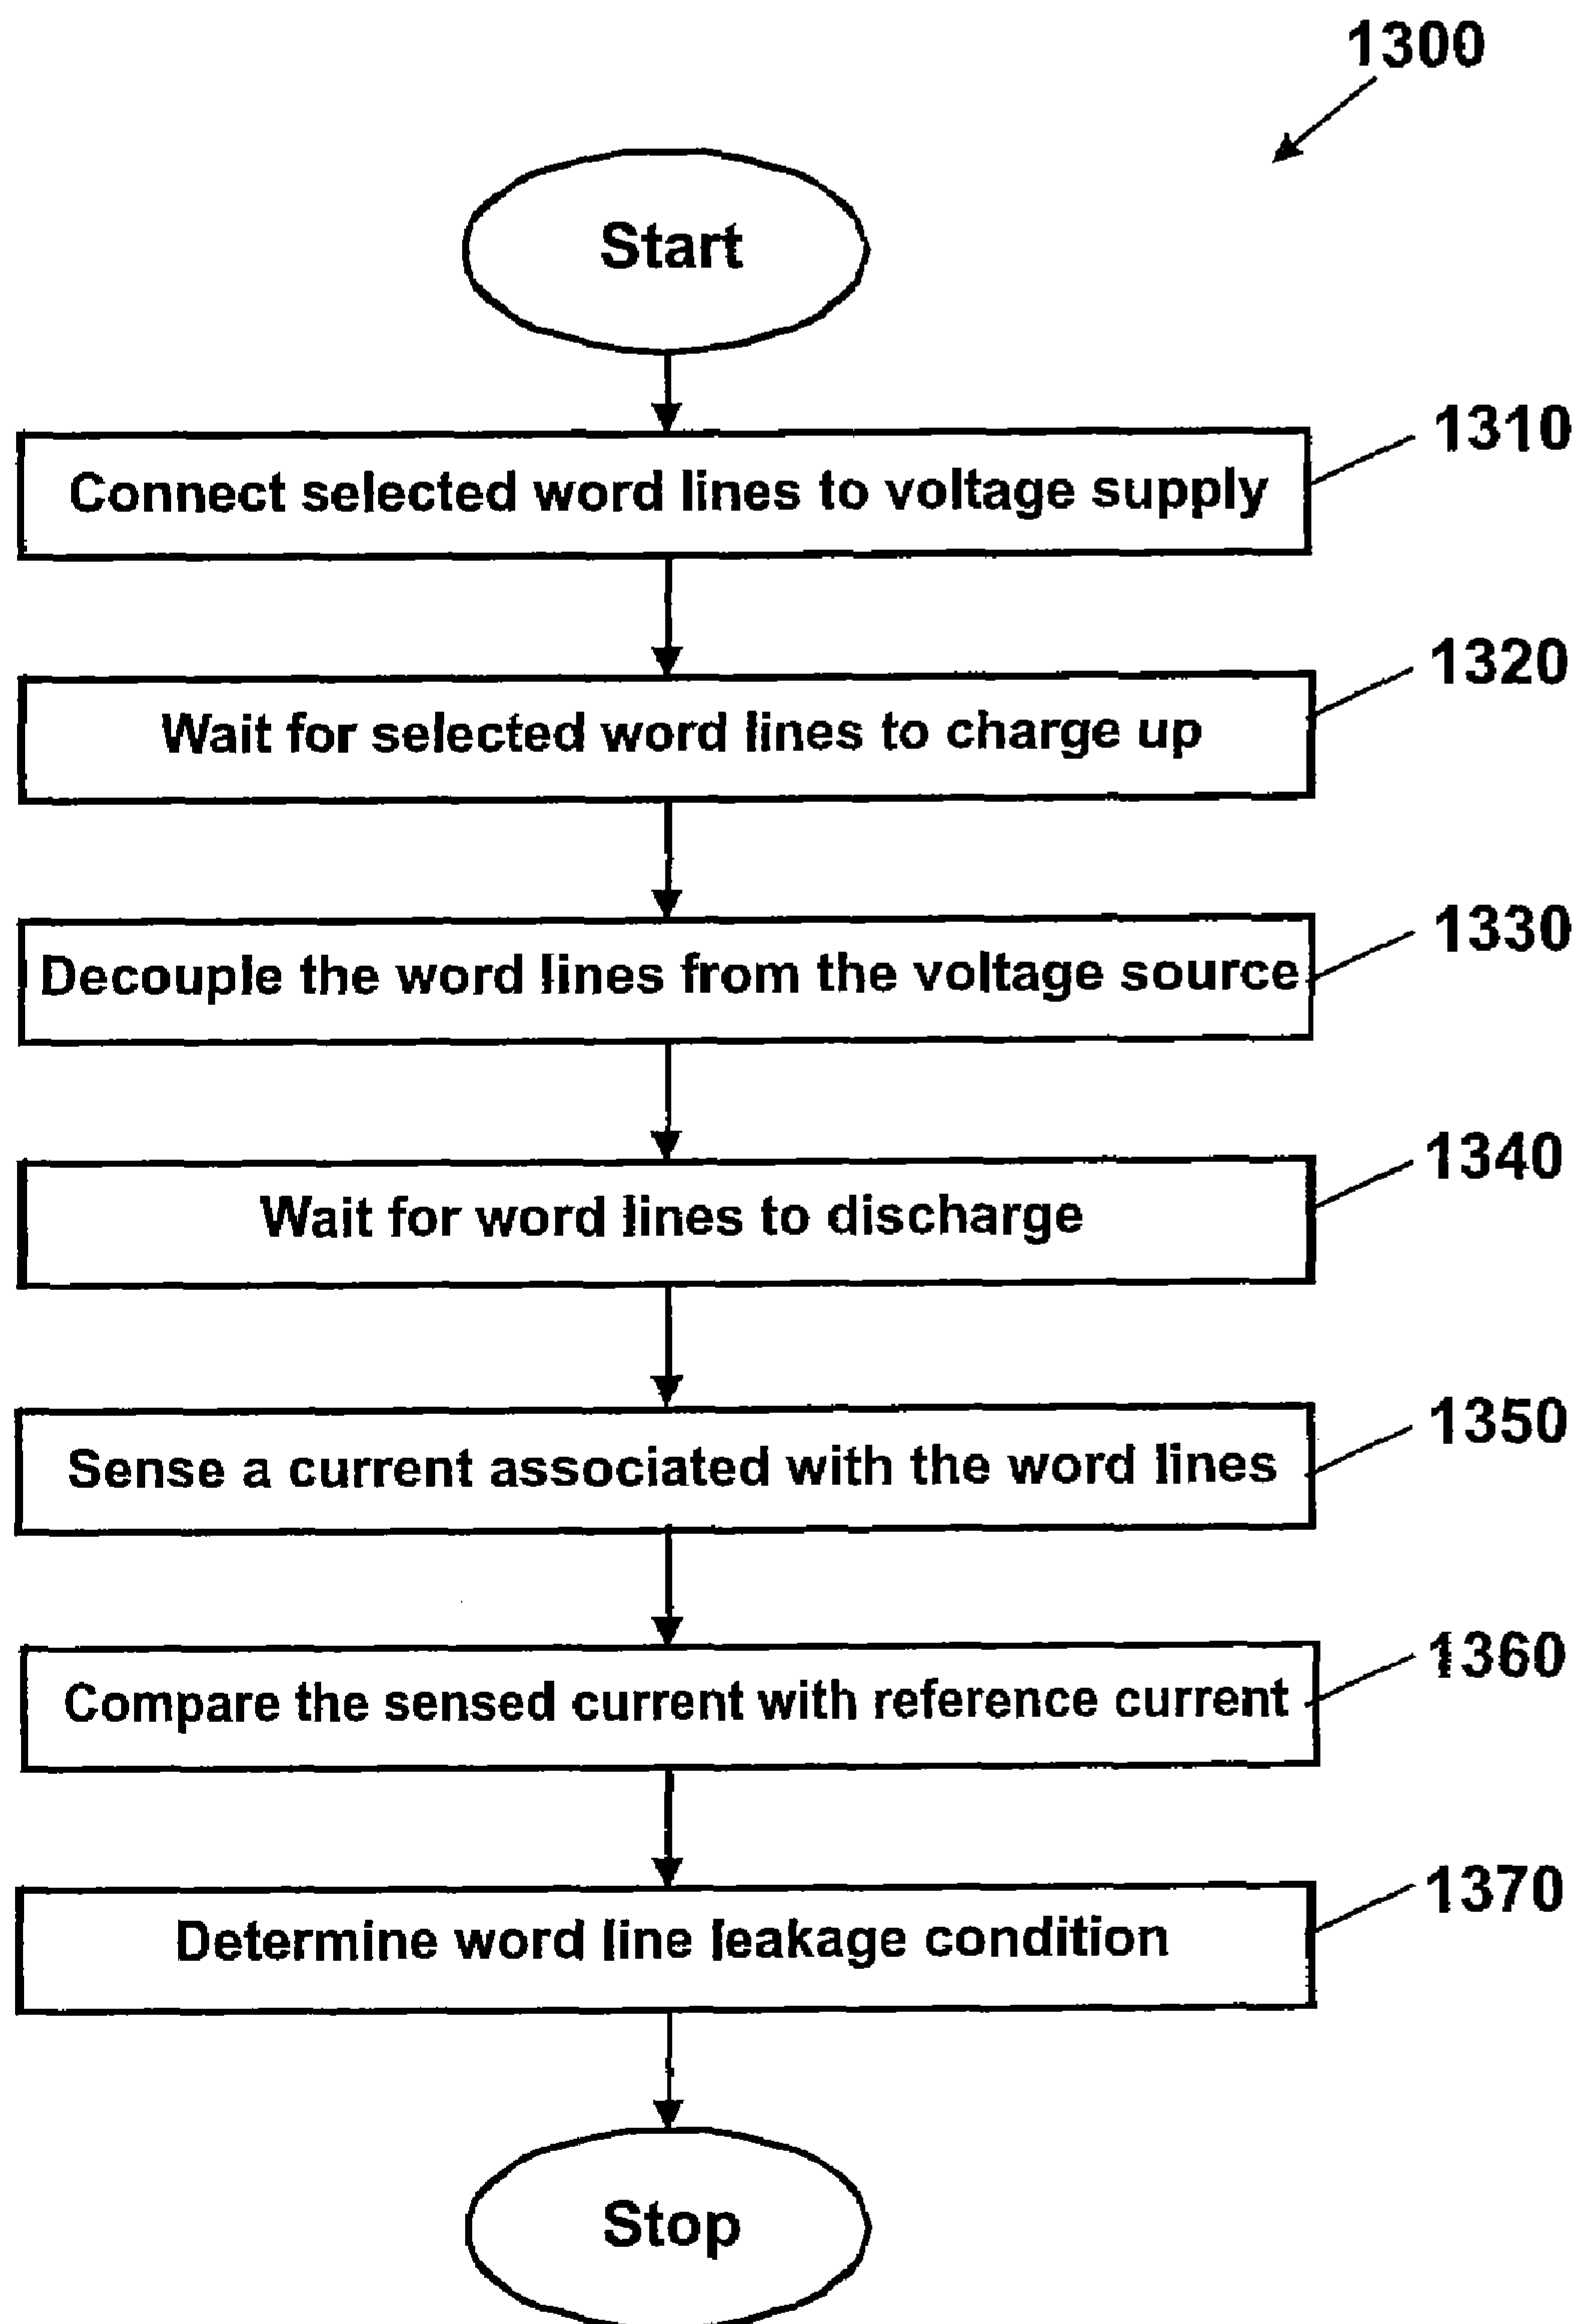 1300
Start
Connect selected word lines to voltage supply
1310
Wait for selected word lines to charge up
1320
Decouple the word lines from the voltage source
1330
Wait for word lines to discharge
1340
Sense a current associated with the word lines
1350
Compare the sensed current with reference current
1360
Determine word line leakage condition
1370
Stop